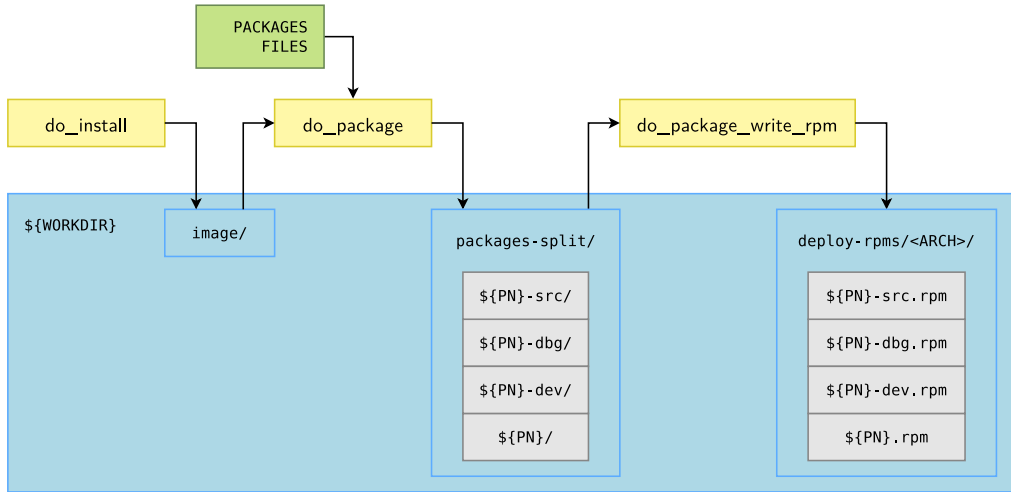 PACKAGES
FILES
do_install
do_package
do_package_write_rpm
${WORKDIR}
image/
packages-split/
${PN}-src/
${PN}-dbg/
${PN}-dev/
${PN}/
deploy-rpms/<ARCH>/
${PN}-src.rpm
${PN}-dbg.rpm
${PN}-dev.rpm
${PN}.rpm